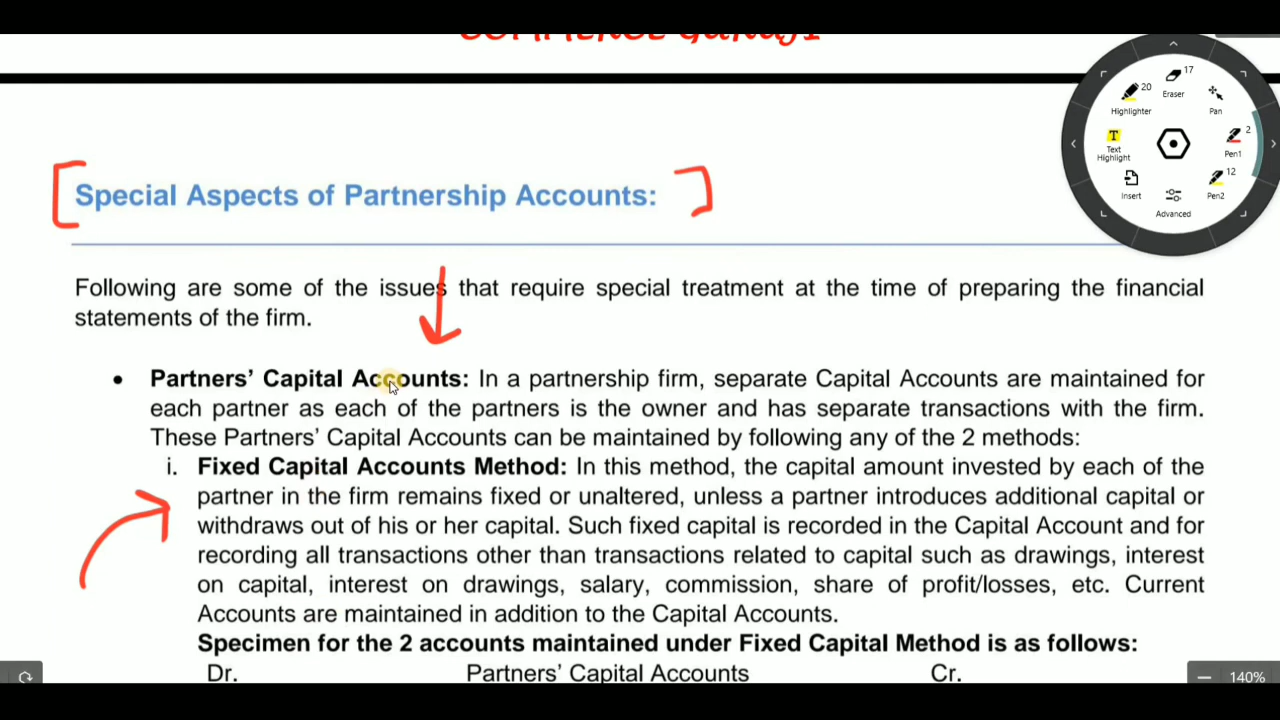 Special Aspects of Partnership Accounts:
Following are some of the issues that require special treatment at the time of preparing the financial
statements of the firm.
• Partners' Capital Accounts: In a partnership firm, separate Capital Accounts are maintained for
each partner as each of the partners is the owner and has separate transactions with the firm.
These Partners' Capital Accounts can be maintained by following any of the 2 methods:
i. Fixed Capital Accounts Method: In this method, the capital amount invested by each of the
partner in the firm remains fixed or unaltered, unless a partner introduces additional capital or
withdraws out of his or her capital. Such fixed capital is recorded in the Capital Account and for
recording all transactions other than transactions related to capital such as drawings, interest
on capital, interest on drawings, salary, commission, share of profit/losses, etc. Current
Accounts are maintained in addition to the Capital Accounts.
Specimen for the 2 accounts maintained under Fixed Capital Method is as follows:
Dr. Partners' Capital Accounts Cr.
17
Eraser
20
Highlighter
Pan
T
Text
Highlight
2
Pen1
Insert
12
Pen2
Advanced
140%